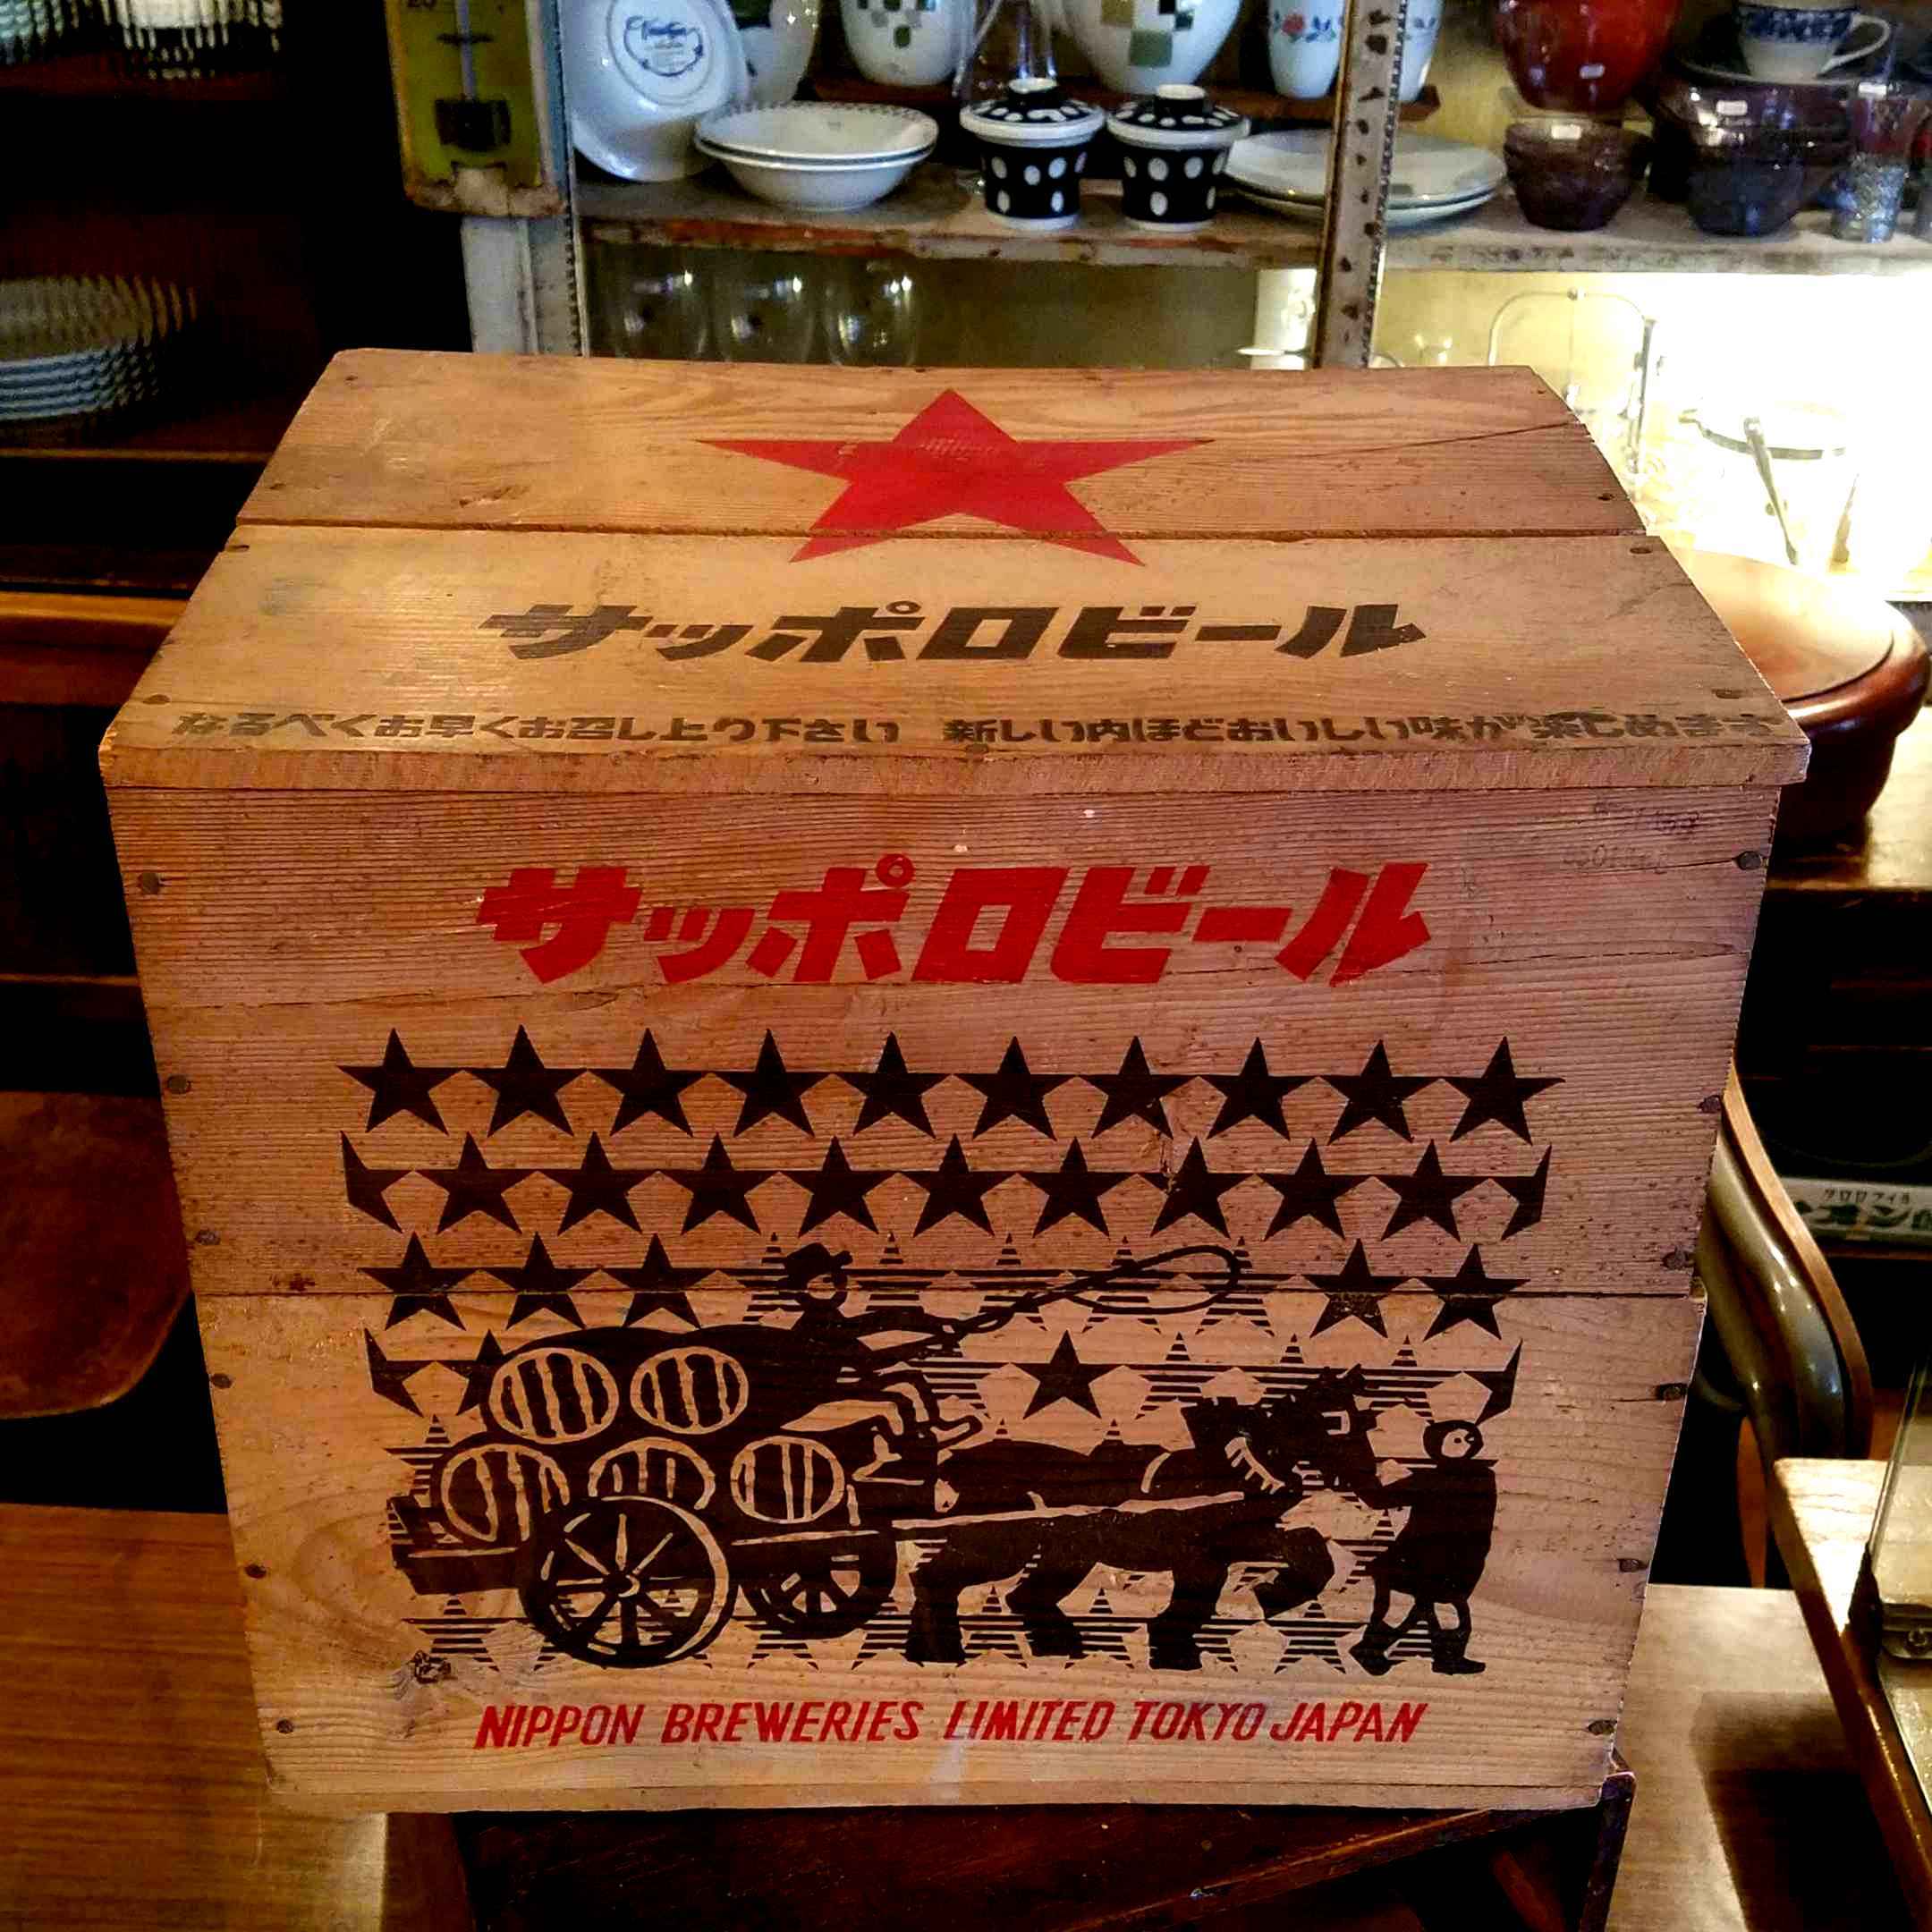 サッポロビール
なるべくお早くお召し上り下さい 新しい内ほどおいしい味が楽しめます
サッポロビール
NIPPON BREWERIES LIMITED TOKYO JAPAN